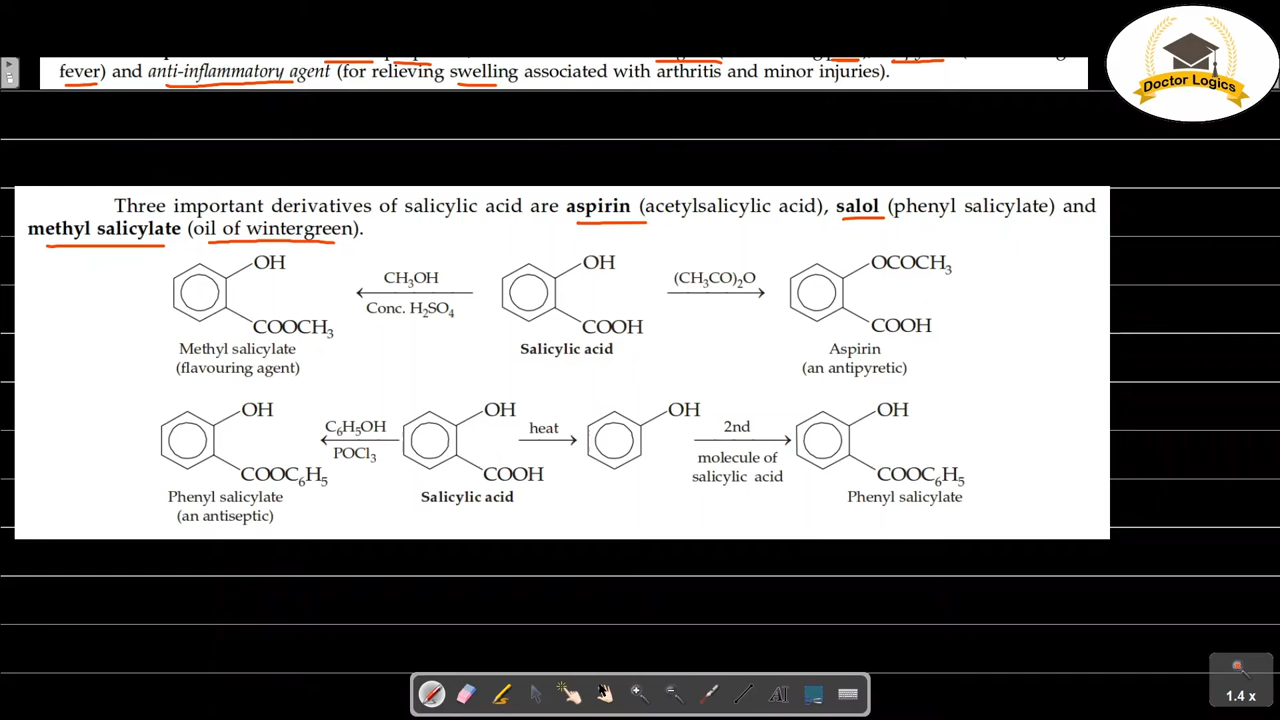 Doctor Logics
fever) and anti-inflammatory agent (for relieving swelling associated with arthritis and minor injuries).
Three important derivatives of salicylic acid are aspirin (acetylsalicylic acid), salol (phenyl salicylate) and
methyl salicylate (oil of wintergreen).
OH CH₃OH OH (CH₃CO)₂O OCOCH₃
Conc. H₂SO₄
COOCH₃ COOH COOH
Methyl salicylate Salicylic acid Aspirin
(flavouring agent) (an antipyretic)
OH C₆H₅OH OH heat OH 2nd OH
POCl₃ molecule of
COOC₆H₅ COOH salicylic acid COOC₆H₅
Phenyl salicylate Salicylic acid Phenyl salicylate
(an antiseptic)
AI
1.4 x